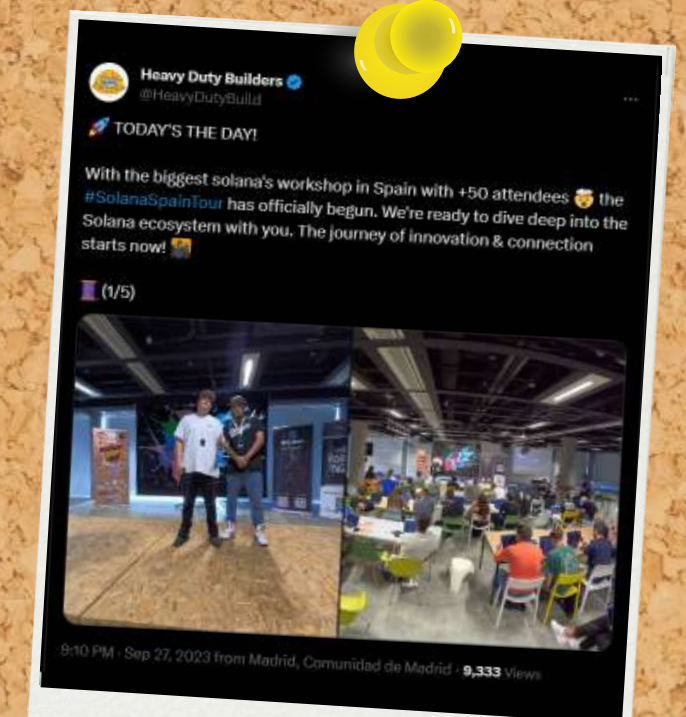 Heavy Duty Builders
@HeavyDutyBuild
🚀 TODAY'S THE DAY!
With the biggest solana's workshop in Spain with +50 attendees 🤯 the
#SolanaSpainTour has officially begun. We're ready to dive deep into the
Solana ecosystem with you. The journey of innovation & connection
starts now! 🌇
🧵 (1/5)
9:10 PM · Sep 27, 2023 from Madrid, Comunidad de Madrid · 9,333 Views